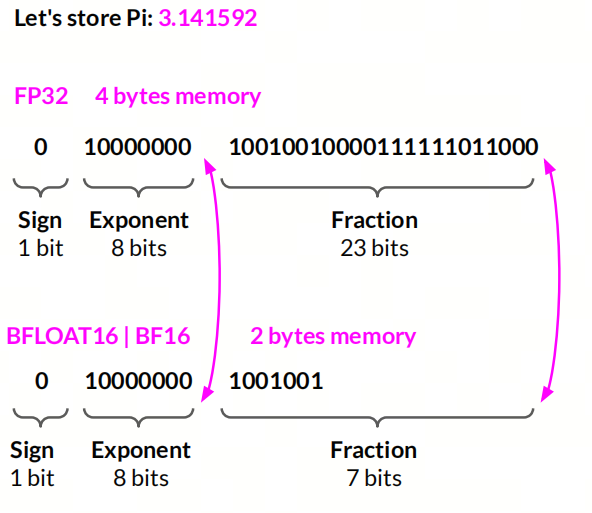 Let's store Pi: 3.141592
FP32 4 bytes memory
0 10000000 10010010000111111011000
Sign Exponent Fraction
1 bit 8 bits 23 bits
BFLOAT16 | BF16 2 bytes memory
0 10000000 1001001
Sign Exponent Fraction
1 bit 8 bits 7 bits